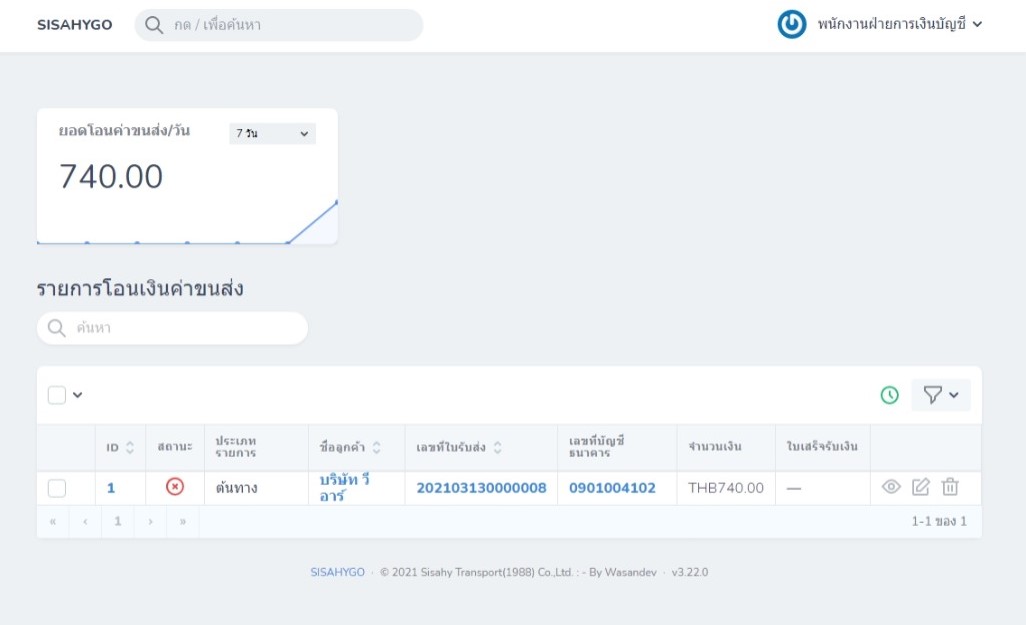 SISAHYGO
กด / เพื่อค้นหา
พนักงานฝ่ายการเงินบัญชี
ยอดโอนค่าขนส่ง/วัน
7 วัน
740.00
รายการโอนเงินค่าขนส่ง
ค้นหา
ID
สถานะ
ประเภท
รายการ
ชื่อลูกค้า
เลขที่ใบรับส่ง
เลขที่บัญชี
ธนาคาร
จำนวนเงิน
ใบเสร็จรับเงิน
1
ต้นทาง
บริษัท วี
อาร์
202103130000008
0901004102
THB740.00
—
« ‹ 1 › »
1-1 ของ 1
SISAHYGO · © 2021 Sisahy Transport(1988) Co.,Ltd. : - By Wasandev · v3.22.0